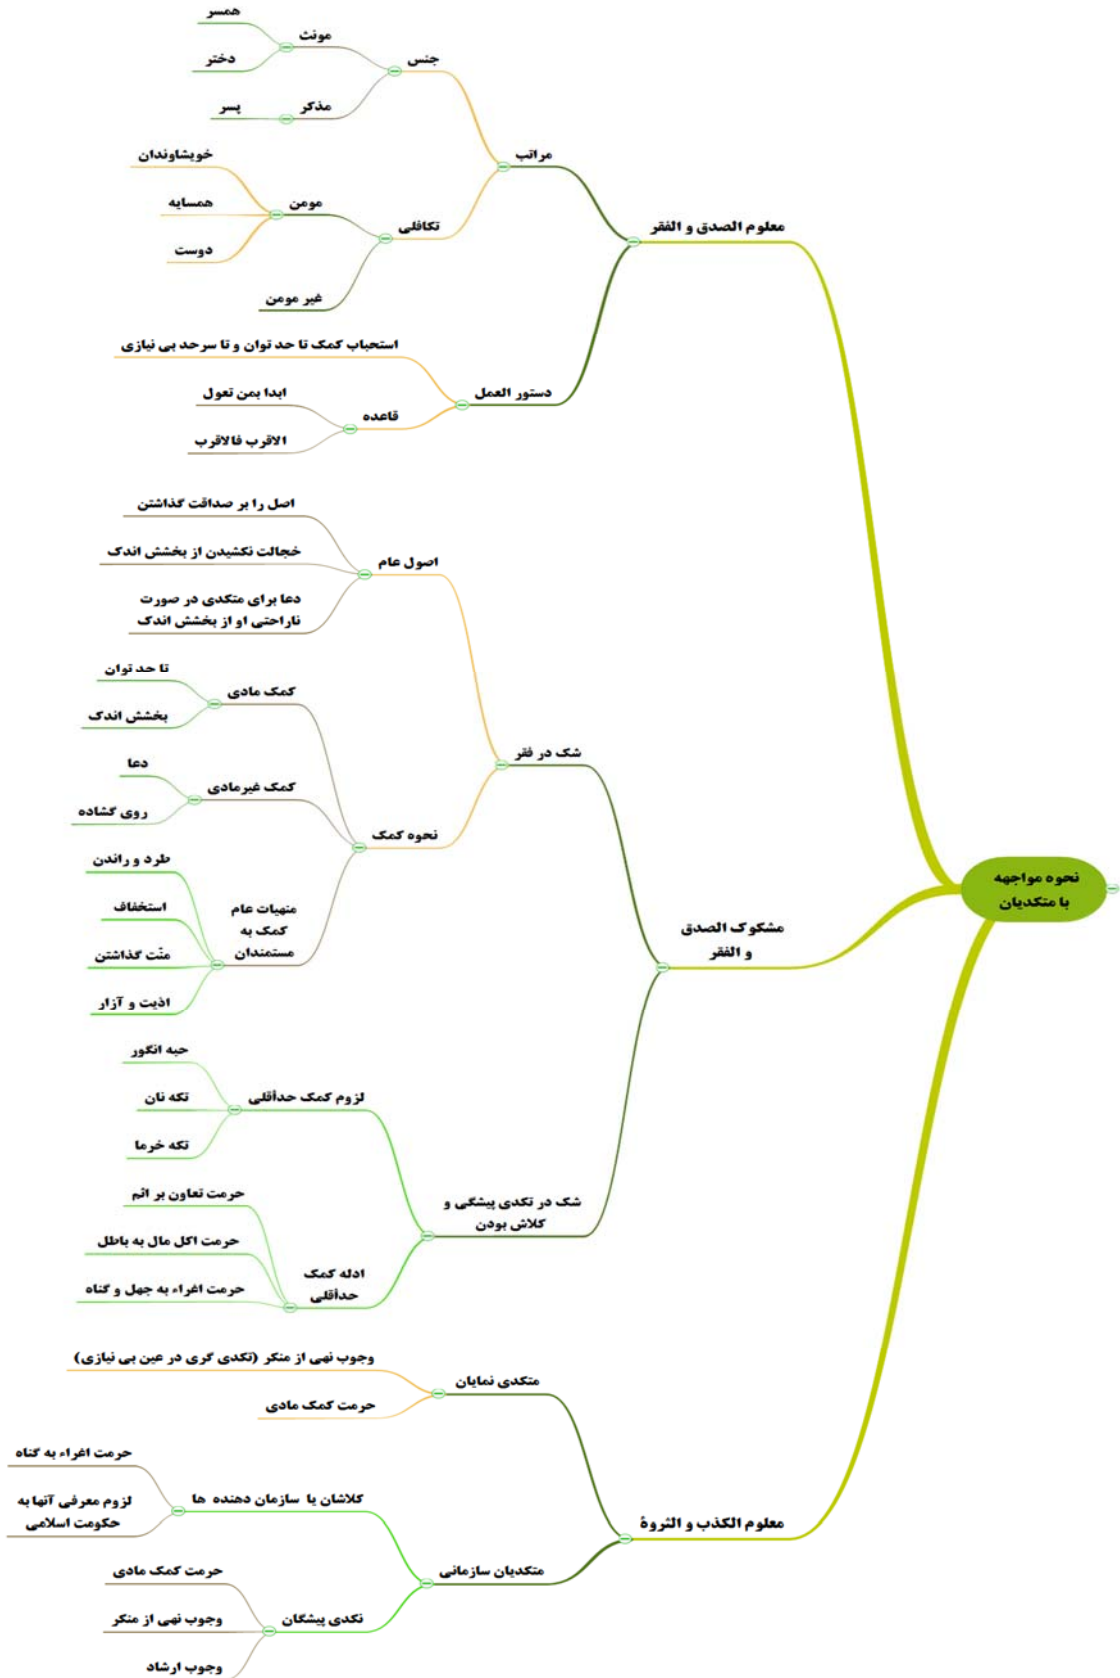 نحوه مواجهه
با متکدیان
معلوم الصدق و الفقر
مراتب
جنس
مونث
همسر
دختر
مذکر
پسر
تکافلی
مومن
خویشاوندان
همسایه
دوست
غیر مومن
دستور العمل
استحباب کمک تا حد توان و تا سرحد بی نیازی
قاعده
ابدا بمن تعول
الاقرب فالاقرب
مشکوک الصدق
و الفقر
شک در فقر
اصول عام
اصل را بر صداقت گذاشتن
خجالت نکشیدن از بخشش اندک
دعا برای متکدی در صورت
ناراحتی او از بخشش اندک
نحوه کمک
کمک مادی
تا حد توان
بخشش اندک
کمک غیرمادی
دعا
روی گشاده
منهیات عام
کمک به
مستمندان
طرد و راندن
استخفاف
منّت گذاشتن
اذیت و آزار
شک در تکدی پیشگی و
کلاش بودن
لزوم کمک حدأقلی
حبه انگور
تکه نان
تکه خرما
ادله کمک
حدأقلی
حرمت تعاون بر اثم
حرمت اکل مال به باطل
حرمت اغراء به جهل و گناه
معلوم الکذب و الثروة
متکدی نمایان
وجوب نهی از منکر (تکدی گری در عین بی نیازی)
حرمت کمک مادی
متکدیان سازمانی
کلاشان یا سازمان دهنده ها
حرمت اغراء به گناه
لزوم معرفی آنها به
حکومت اسلامی
تکدی پیشگان
حرمت کمک مادی
وجوب نهی از منکر
وجوب ارشاد